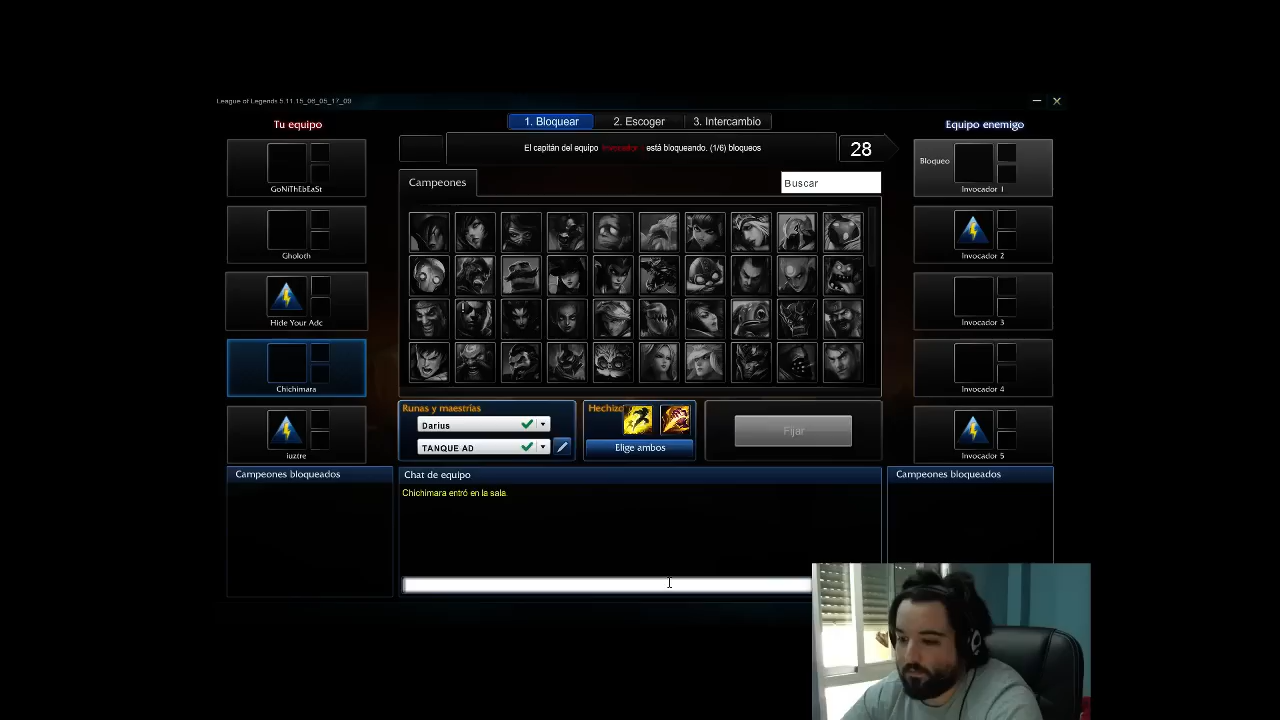 League of Legends 5.11.15_06_05_17_09
Tu equipo
1. Bloquear
2. Escoger
3. Intercambio
Equipo enemigo
El capitán del equipo Invocador está bloqueando. (1/6) bloqueos
28
GoNiThEbEaSt
Gholoth
Hide Your Adc
Chichimara
iuztre
Campeones
Buscar
Bloqueo
Invocador 1
Invocador 2
Invocador 3
Invocador 4
Invocador 5
Runas y maestrías
Darius
TANQUE AD
Elige ambos
Fijar
Campeones bloqueados
Chat de equipo
Chichimara entró en la sala.
Campeones bloqueados